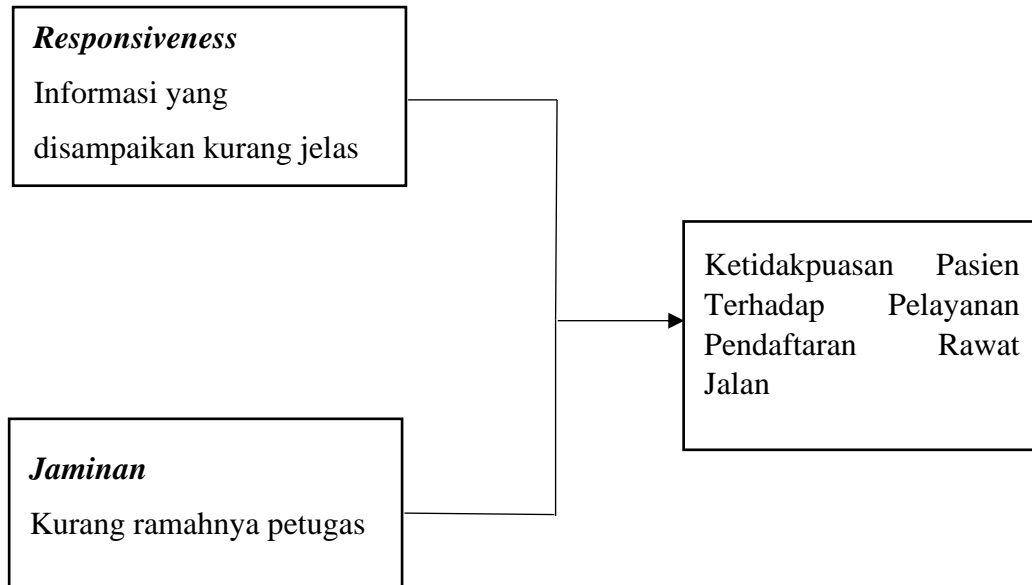 Responsiveness
Informasi yang
disampaikan kurang jelas
Ketidakpuasan Pasien
Terhadap Pelayanan
Pendaftaran Rawat
Jalan
Jaminan
Kurang ramahnya petugas